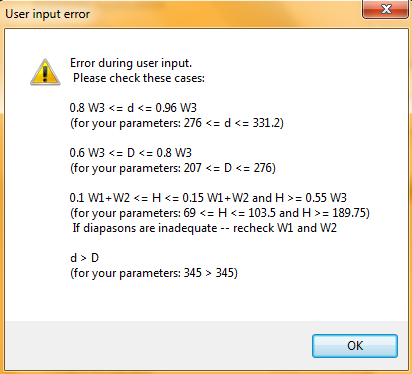 User input error
Error during user input.
Please check these cases:
0.8 W3 <= d <= 0.96 W3
(for your parameters: 276 <= d <= 331.2)
0.6 W3 <= D <= 0.8 W3
(for your parameters: 207 <= D <= 276)
0.1 W1+W2 <= H <= 0.15 W1+W2 and H >= 0.55 W3
(for your parameters: 69 <= H <= 103.5 and H >= 189.75)
If diapasons are inadequate -- recheck W1 and W2
d > D
(for your parameters: 345 > 345)
OK